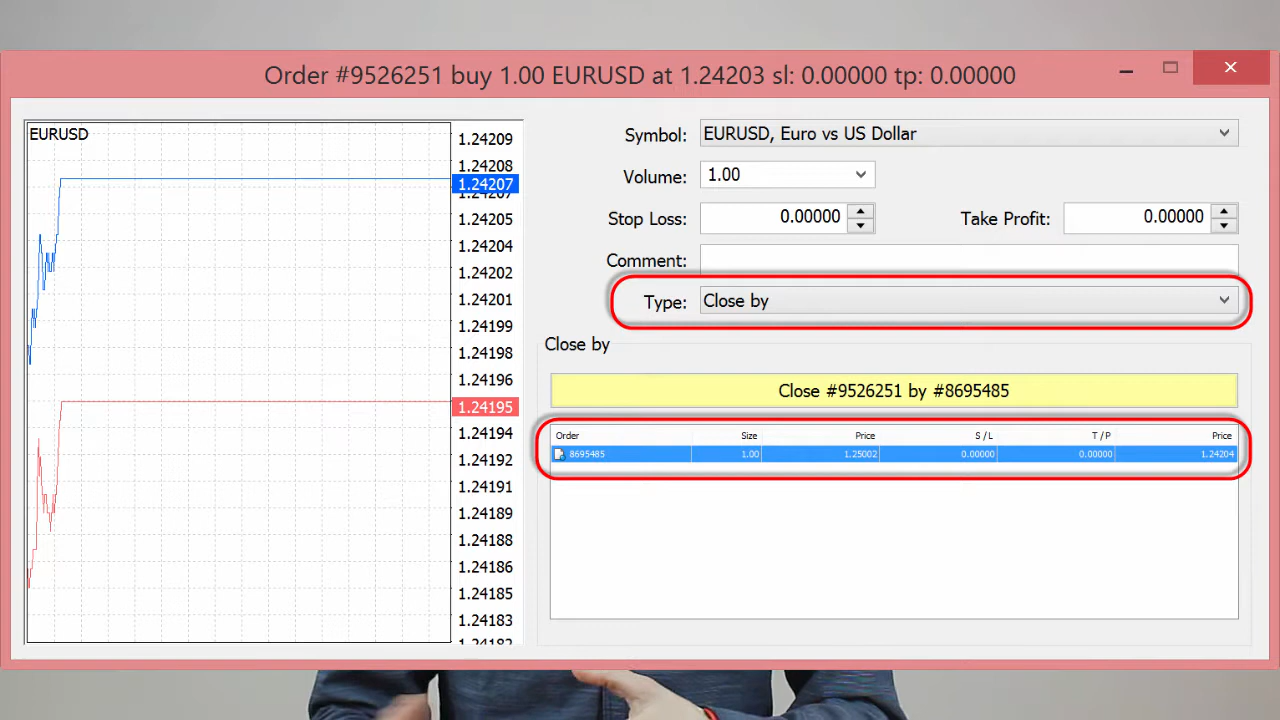 Order #9526251 buy 1.00 EURUSD at 1.24203 sl: 0.00000 tp: 0.00000
EURUSD
1.24209
1.24208
1.24207
1.24207
1.24205
1.24204
1.24202
1.24201
1.24199
1.24198
1.24196
1.24195
1.24194
1.24192
1.24191
1.24189
1.24188
1.24186
1.24185
1.24183
1.24182
Symbol: EURUSD, Euro vs US Dollar
Volume: 1.00
Stop Loss: 0.00000 Take Profit: 0.00000
Comment:
Type: Close by
Close by
Close #9526251 by #8695485
Order Size Price S / L T / P Price
8695485 1.00 1.25002 0.00000 0.00000 1.24204